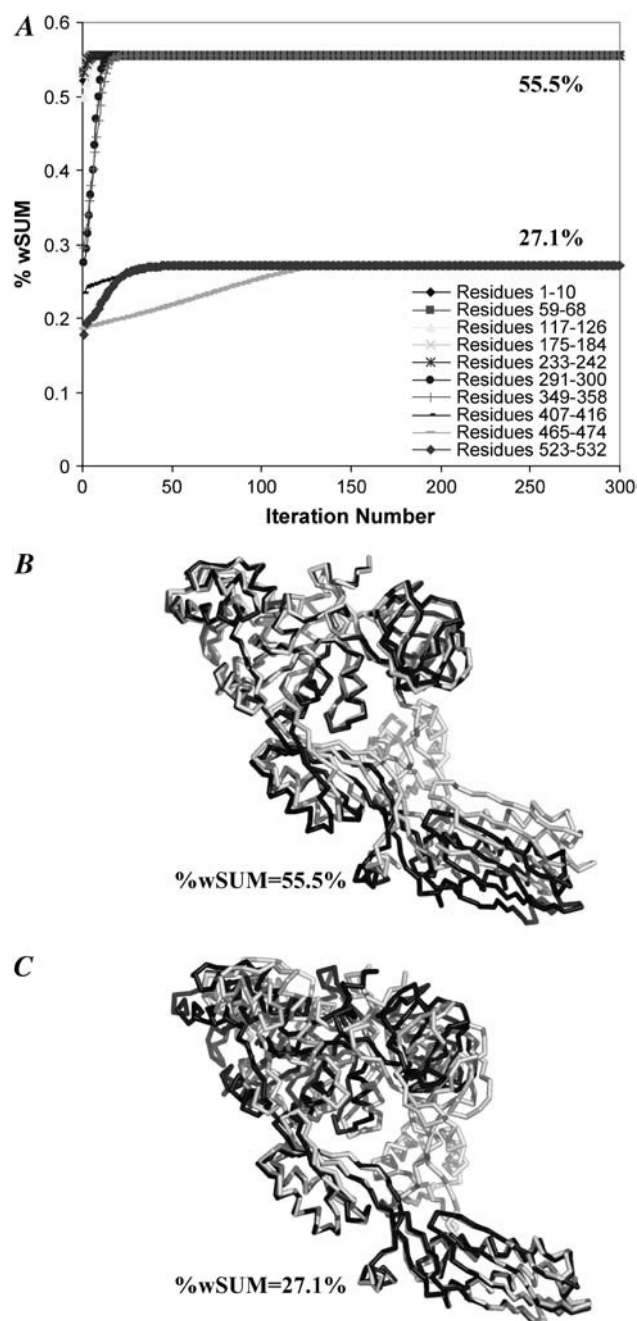 A
0.6
0.5
0.4
0.3
0.2
0.1
0
% wSUM
55.5%
27.1%
Residues 1-10
Residues 59-68
Residues 117-126
Residues 175-184
Residues 233-242
Residues 291-300
Residues 349-358
Residues 407-416
Residues 465-474
Residues 523-532
0 50 100 150 200 250 300
Iteration Number
B
%wSUM=55.5%
C
%wSUM=27.1%